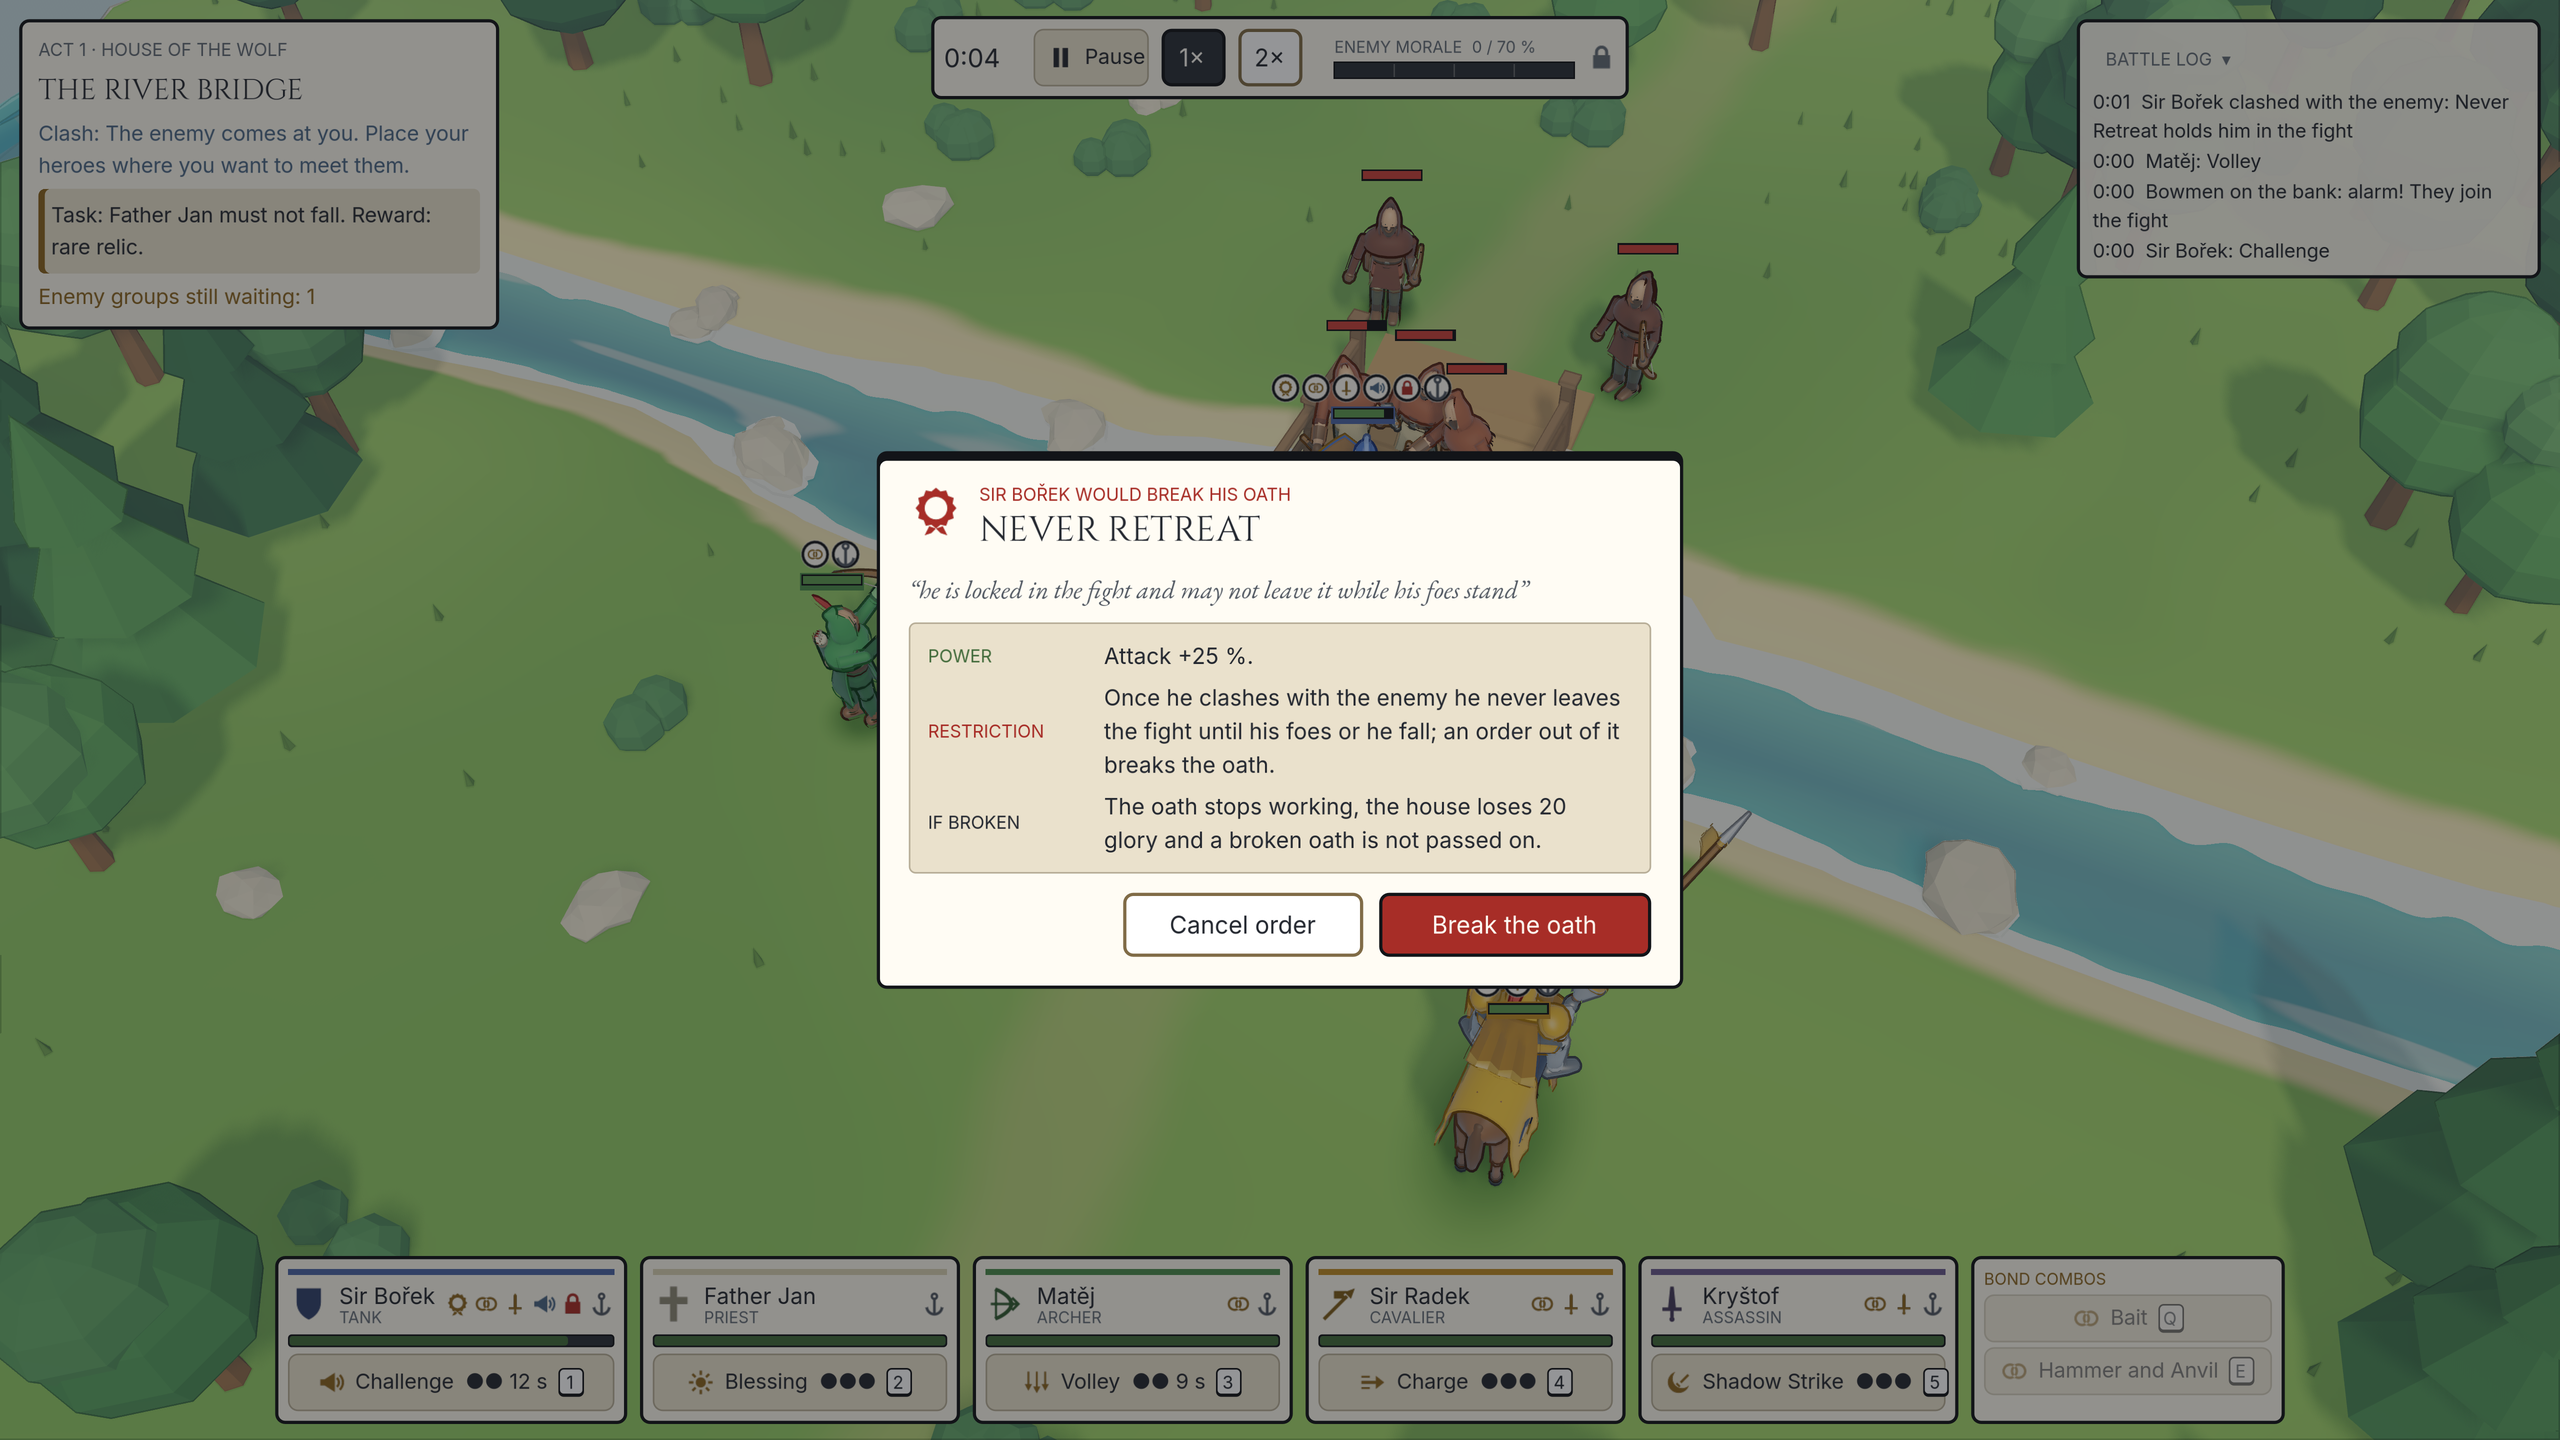 ACT 1 · HOUSE OF THE WOLF
THE RIVER BRIDGE
Clash: The enemy comes at you. Place your
heroes where you want to meet them.
Task: Father Jan must not fall. Reward:
rare relic.
Enemy groups still waiting: 1
0:04
Pause
1×
2×
ENEMY MORALE 0 / 70 %
BATTLE LOG ▼
0:01 Sir Bořek clashed with the enemy: Never
Retreat holds him in the fight
0:00 Matěj: Volley
0:00 Bowmen on the bank: alarm! They join
the fight
0:00 Sir Bořek: Challenge
SIR BOŘEK WOULD BREAK HIS OATH
NEVER RETREAT
“he is locked in the fight and may not leave it while his foes stand”
POWER
Attack +25 %.
RESTRICTION
Once he clashes with the enemy he never leaves
the fight until his foes or he fall; an order out of it
breaks the oath.
IF BROKEN
The oath stops working, the house loses 20
glory and a broken oath is not passed on.
Cancel order
Break the oath
Sir Bořek
TANK
Challenge 12 s 1
Father Jan
PRIEST
Blessing 2
Matěj
ARCHER
Volley 9 s 3
Sir Radek
CAVALIER
Charge 4
Kryštof
ASSASSIN
Shadow Strike 5
BOND COMBOS
Bait Q
Hammer and Anvil E